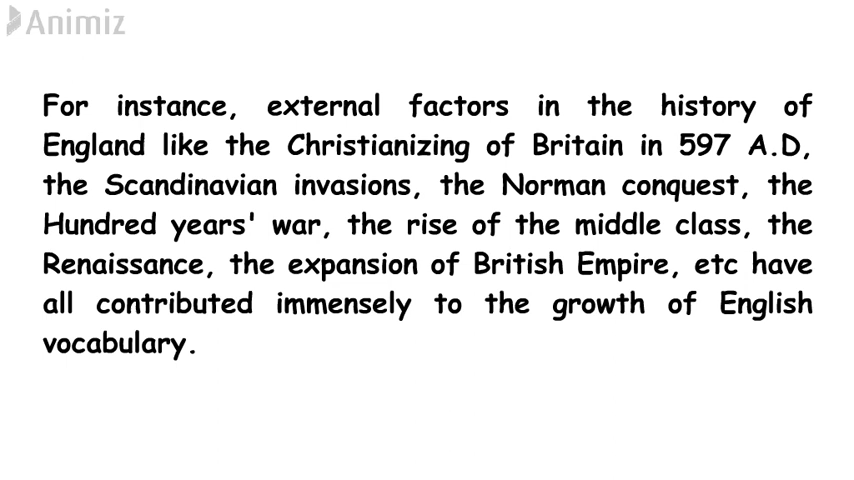 Animiz
For instance, external factors in the history of
England like the Christianizing of Britain in 597 A.D,
the Scandinavian invasions, the Norman conquest, the
Hundred years' war, the rise of the middle class, the
Renaissance, the expansion of British Empire, etc have
all contributed immensely to the growth of English
vocabulary.